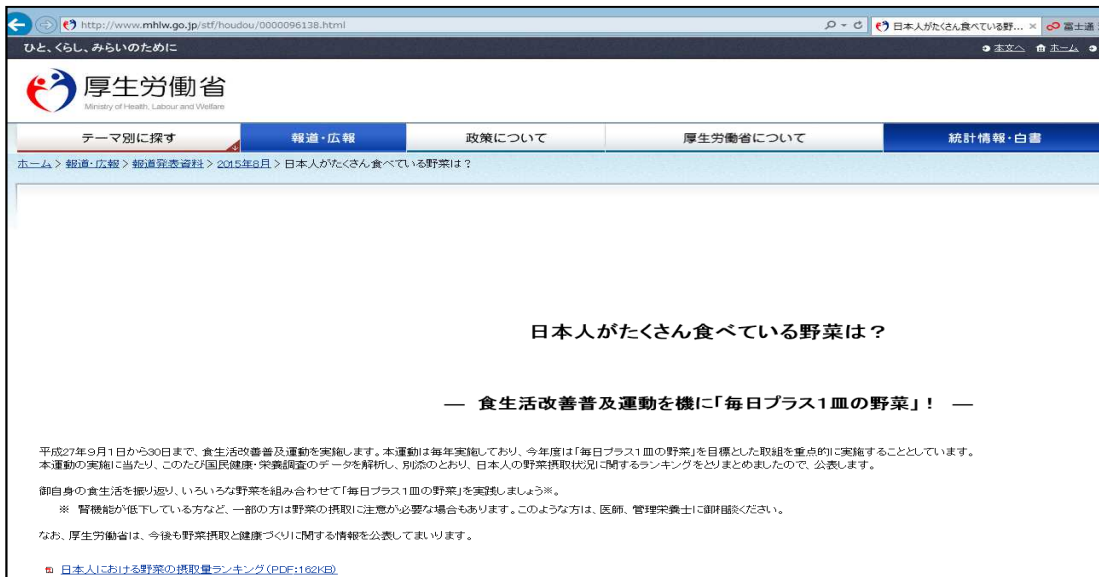 http://www.mhlw.go.jp/stf/houdou/0000096138.html
日本人がたくさん食べている野... ×
富士通
ひと、くらし、みらいのために
本文へ ホーム
厚生労働省
Ministry of Health, Labour and Welfare
テーマ別に探す 報道・広報 政策について 厚生労働省について 統計情報・白書
ホーム > 報道・広報 > 報道発表資料 > 2015年8月 > 日本人がたくさん食べている野菜は？
日本人がたくさん食べている野菜は？
― 食生活改善普及運動を機に「毎日プラス1皿の野菜」！ ―
平成27年9月1日から30日まで、食生活改善普及運動を実施します。本運動は毎年実施しており、今年度は「毎日プラス1皿の野菜」を目標とした取組を重点的に実施することとしています。
本運動の実施に当たり、このたび国民健康・栄養調査のデータを解析し、別添のとおり、日本人の野菜摂取状況に関するランキングをとりまとめましたので、公表します。
御自身の食生活を振り返り、いろいろな野菜を組み合わせて「毎日プラス1皿の野菜」を実践しましょう※。
※ 腎機能が低下している方など、一部の方は野菜の摂取に注意が必要な場合もあります。このような方は、医師、管理栄養士に御相談ください。
なお、厚生労働省は、今後も野菜摂取と健康づくりに関する情報を公表してまいります。
日本人における野菜の摂取量ランキング(PDF:162KB)